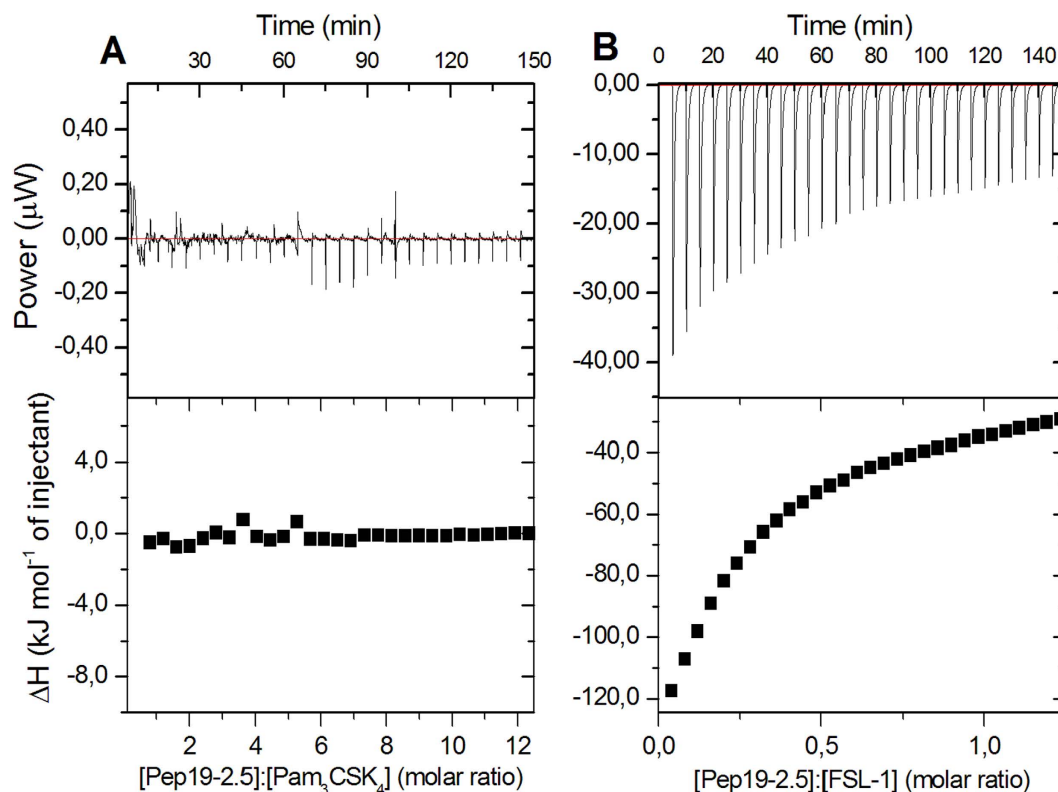 A
Time (min)
30 60 90 120 150
Power (µW)
0,40
0,20
0,00
-0,20
-0,40
ΔH (kJ mol⁻¹ of injectant)
4,0
0,0
-4,0
-8,0
2 4 6 8 10 12
[Pep19-2.5]:[Pam₃CSK₄] (molar ratio)
B
Time (min)
0 20 40 60 80 100 120 140
0,00
-10,00
-20,00
-30,00
-40,00
-40,0
-60,0
-80,0
-100,0
-120,0
0,0 0,5 1,0
[Pep19-2.5]:[FSL-1] (molar ratio)